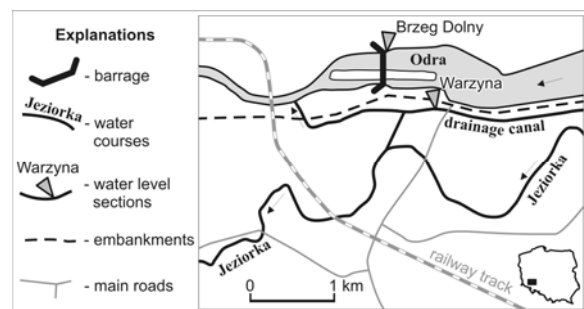 Explanations
- barrage
Jeziorka
- water
courses
Warzyna
- water level
sections
- embankments
- main roads
Brzeg Dolny
Odra
Warzyna
drainage canal
Jeziorka
Jeziorka
railway track
0 1 km